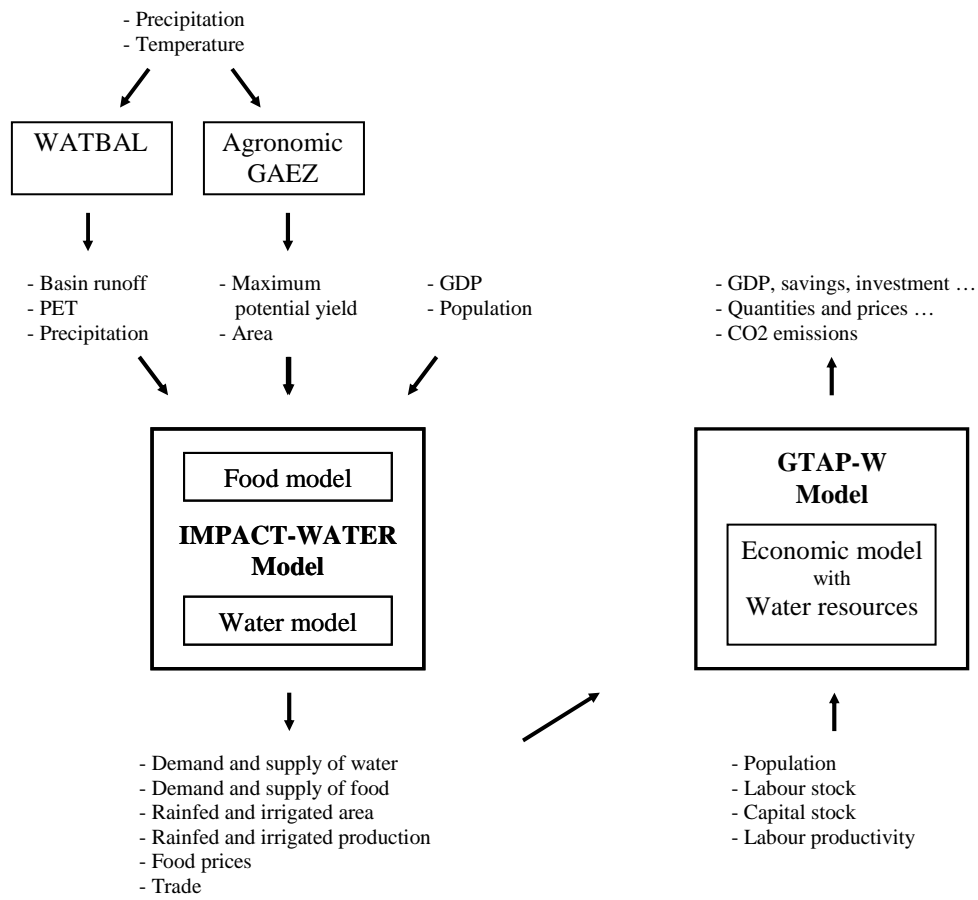 - Precipitation
- Temperature
WATBAL
Agronomic
GAEZ
- Basin runoff
- PET
- Precipitation
- Maximum
potential yield
- Area
- GDP
- Population
- GDP, savings, investment …
- Quantities and prices …
- CO2 emissions
Food model
IMPACT-WATER
Model
Water model
GTAP-W
Model
Economic model
with
Water resources
- Demand and supply of water
- Demand and supply of food
- Rainfed and irrigated area
- Rainfed and irrigated production
- Food prices
- Trade
- Population
- Labour stock
- Capital stock
- Labour productivity